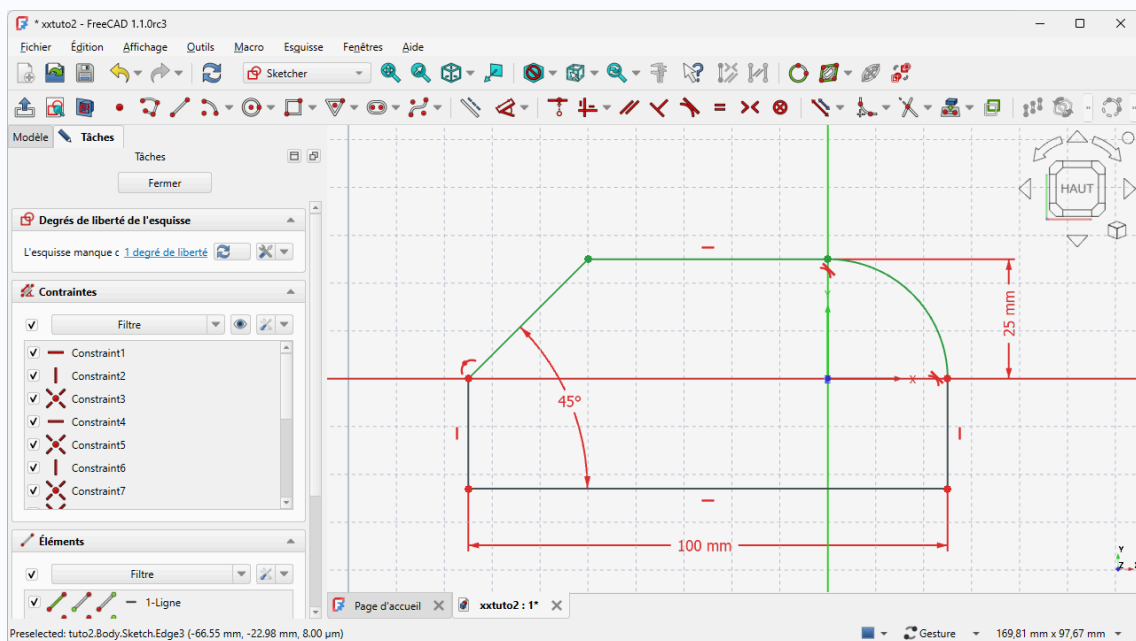 * xxtuto2 - FreeCAD 1.1.0rc3
Fichier Édition Affichage Outils Macro Esquisse Fenêtres Aide
Sketcher
Modèle Tâches
Tâches
Fermer
Degrés de liberté de l'esquisse
L'esquisse manque c 1 degré de liberté
Contraintes
Filtre
Constraint1
Constraint2
Constraint3
Constraint4
Constraint5
Constraint6
Constraint7
Éléments
Filtre
1-Ligne
HAUT
25 mm
Y
X
45°
100 mm
Y
Z X
Page d'accueil xxtuto2 : 1*
Preselected: tuto2.Body.Sketch.Edge3 (-66.55 mm, -22.98 mm, 8.00 µm) Gesture 169,81 mm x 97,67 mm